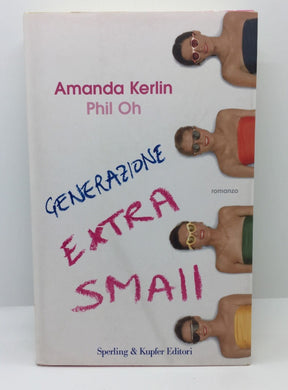 Amanda Kerlin
Phil Oh
GENERAZIONE
EXTRA
SMAll
romanzo
Sperling & Kupfer Editori